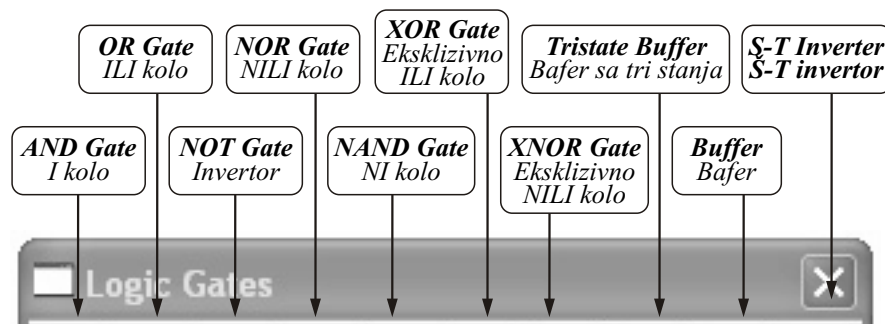 OR Gate
ILI kolo
NOR Gate
NILI kolo
XOR Gate
Eksklizivno
ILI kolo
Tristate Buffer
Bafer sa tri stanja
S-T Inverter
Š-T invertor
AND Gate
I kolo
NOT Gate
Invertor
NAND Gate
NI kolo
XNOR Gate
Eksklizivno
NILI kolo
Buffer
Bafer
Logic Gates